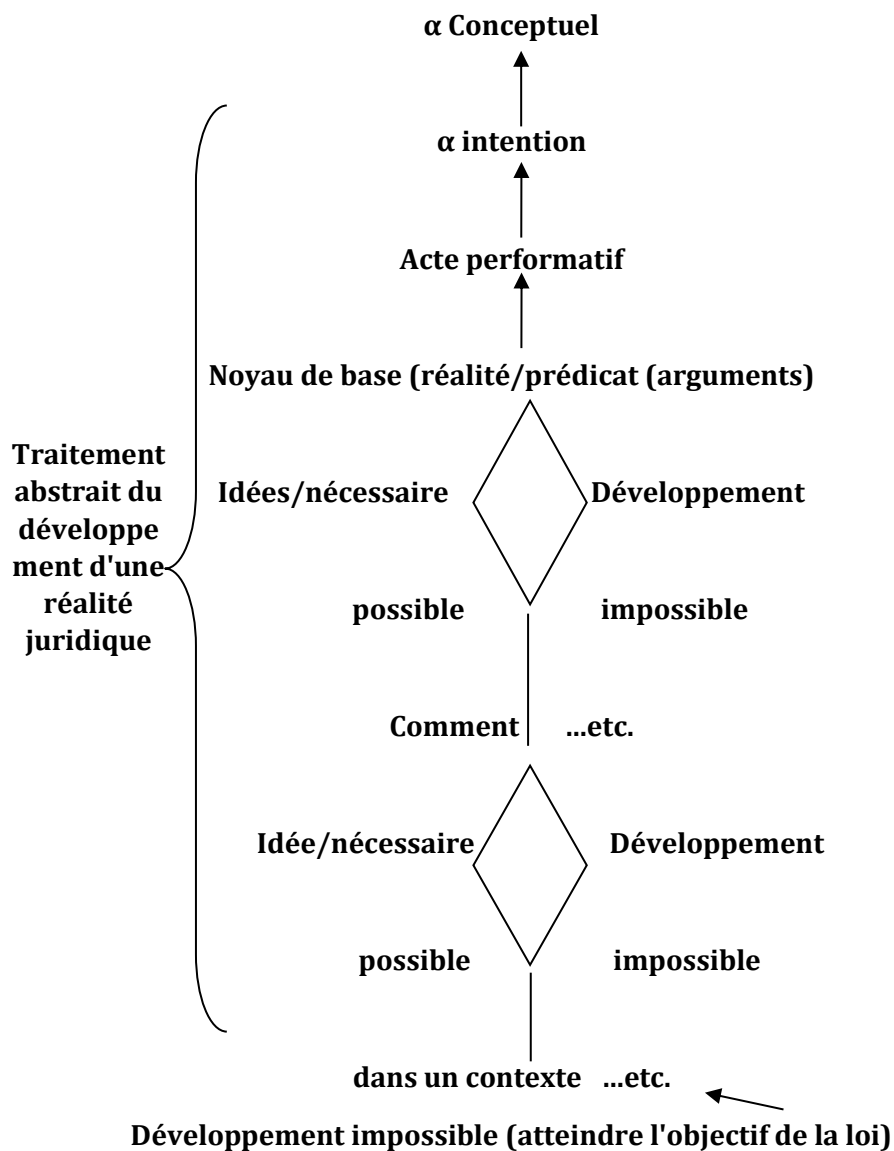 α Conceptuel
α intention
Acte performatif
Noyau de base (réalité/prédicat (arguments)
Traitement
abstrait du
développe
ment d'une
réalité
juridique
Idées/nécessaire
Développement
possible
impossible
Comment
...etc.
Idée/nécessaire
Développement
possible
impossible
dans un contexte ...etc.
Développement impossible (atteindre l'objectif de la loi)